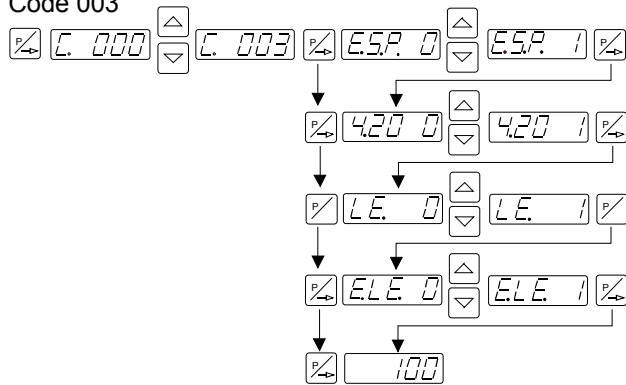 Code 003
P C. 000 C. 003 P E.S.P. 0 E.S.P. 1 P
P 4.20 0 4.20 1 P
P L E. 0 L E. 1 P
P E.L E. 0 E.L E. 1 P
P 100